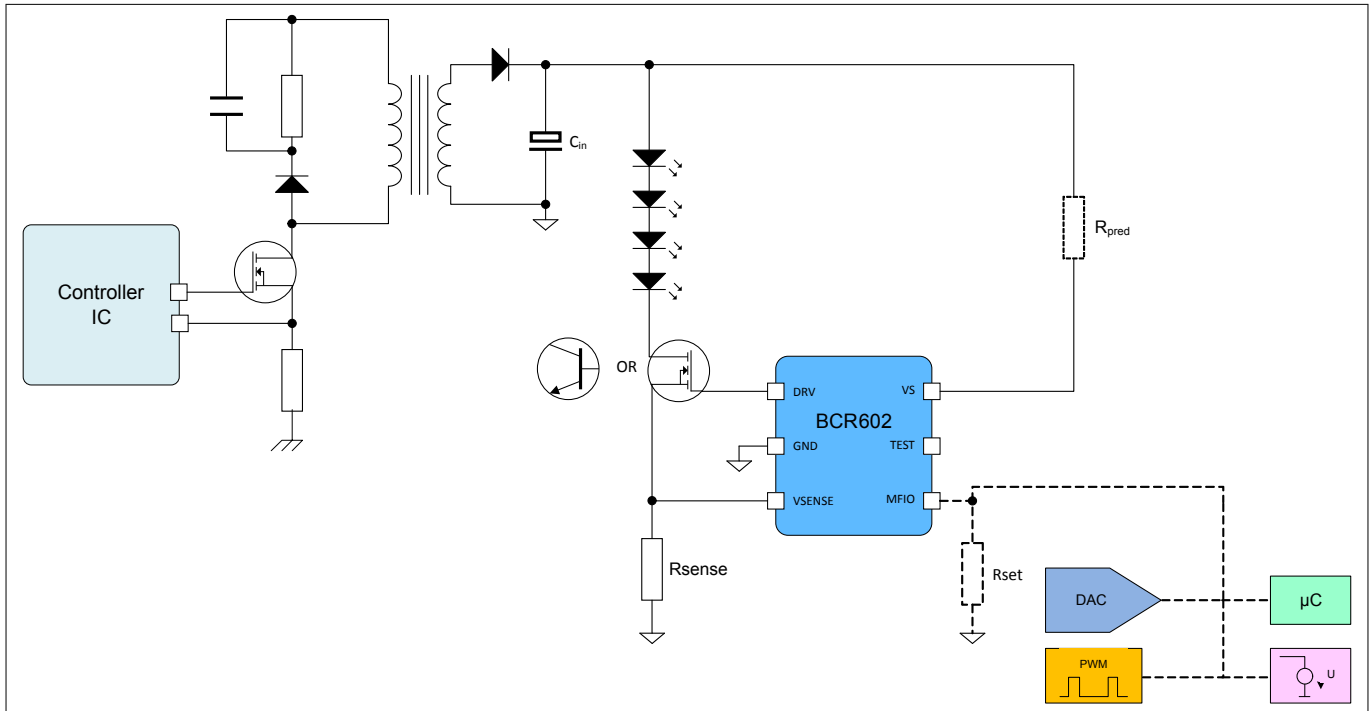 Cin
Rpred
Controller
IC
OR
DRV
VS
BCR602
GND
TEST
VSENSE
MFIO
Rsense
Rset
DAC
µC
PWM
U